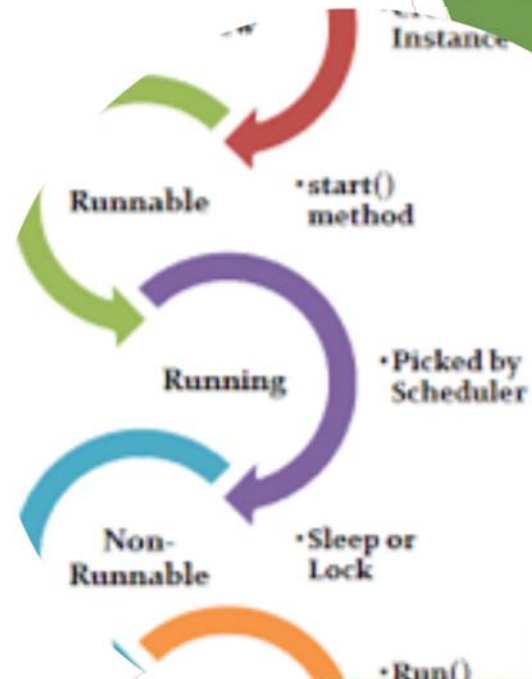 Instance
Runnable
•start()
method
Running
•Picked by
Scheduler
Non-
Runnable
•Sleep or
Lock
•Run()